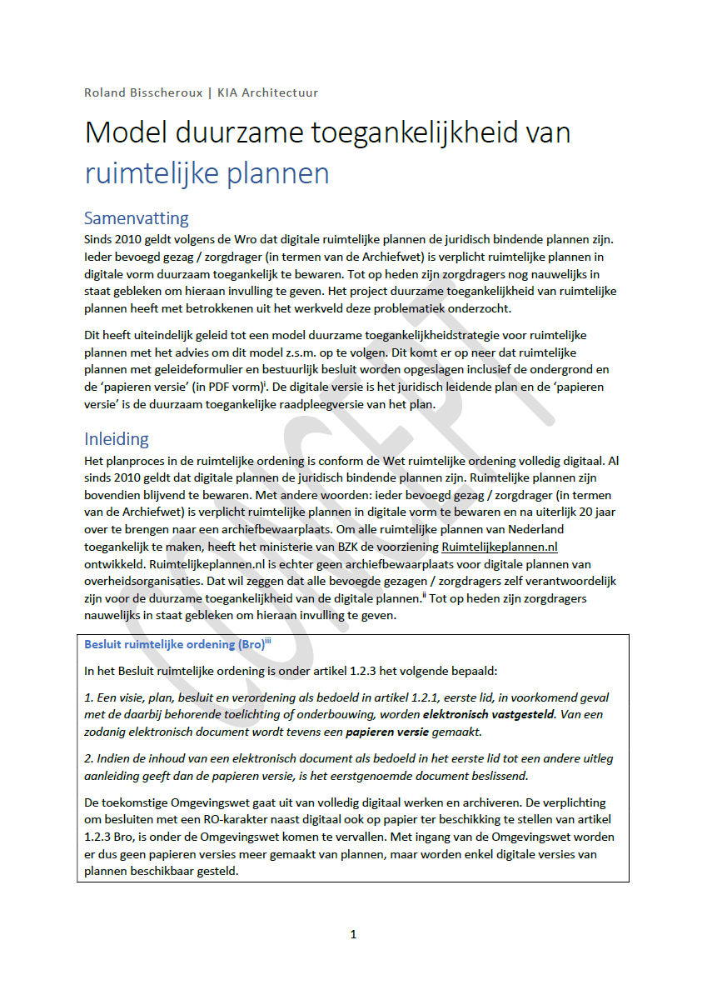 Roland Bisscheroux | KIA Architectuur
Model duurzame toegankelijkheid van
ruimtelijke plannen
Samenvatting
Sinds 2010 geldt volgens de Wro dat digitale ruimtelijke plannen de juridisch bindende plannen zijn.
Ieder bevoegd gezag / zorgdrager (in termen van de Archiefwet) is verplicht ruimtelijke plannen in
digitale vorm duurzaam toegankelijk te bewaren. Tot op heden zijn zorgdragers nog nauwelijks in
staat gebleken om hieraan invulling te geven. Het project duurzame toegankelijkheid van ruimtelijke
plannen heeft met betrokkenen uit het werkveld deze problematiek onderzocht.
Dit heeft uiteindelijk geleid tot een model duurzame toegankelijkheidstrategie voor ruimtelijke
plannen met het advies om dit model z.s.m. op te volgen. Dit komt er op neer dat ruimtelijke
plannen met geleideformulier en bestuurlijk besluit worden opgeslagen inclusief de ondergrond en
de ‘papieren versie’ (in PDF vorm)i. De digitale versie is het juridisch leidende plan en de ‘papieren
versie’ is de duurzaam toegankelijke raadpleegversie van het plan.
Inleiding
Het planproces in de ruimtelijke ordening is conform de Wet ruimtelijke ordening volledig digitaal. Al
sinds 2010 geldt dat digitale plannen de juridisch bindende plannen zijn. Ruimtelijke plannen zijn
bovendien blijvend te bewaren. Met andere woorden: ieder bevoegd gezag / zorgdrager (in termen
van de Archiefwet) is verplicht ruimtelijke plannen in digitale vorm te bewaren en na uiterlijk 20 jaar
over te brengen naar een archiefbewaarplaats. Om alle ruimtelijke plannen van Nederland
toegankelijk te maken, heeft het ministerie van BZK de voorziening Ruimtelijkeplannen.nl
ontwikkeld. Ruimtelijkeplannen.nl is echter geen archiefbewaarplaats voor digitale plannen van
overheidsorganisaties. Dat wil zeggen dat alle bevoegde gezagen / zorgdragers zelf verantwoordelijk
zijn voor de duurzame toegankelijkheid van de digitale plannen.ii Tot op heden zijn zorgdragers
nauwelijks in staat gebleken om hieraan invulling te geven.
Besluit ruimtelijke ordening (Bro)iii
In het Besluit ruimtelijke ordening is onder artikel 1.2.3 het volgende bepaald:
1. Een visie, plan, besluit en verordening als bedoeld in artikel 1.2.1, eerste lid, in voorkomend geval
met de daarbij behorende toelichting of onderbouwing, worden elektronisch vastgesteld. Van een
zodanig elektronisch document wordt tevens een papieren versie gemaakt.
2. Indien de inhoud van een elektronisch document als bedoeld in het eerste lid tot een andere uitleg
aanleiding geeft dan de papieren versie, is het eerstgenoemde document beslissend.
De toekomstige Omgevingswet gaat uit van volledig digitaal werken en archiveren. De verplichting
om besluiten met een RO-karakter naast digitaal ook op papier ter beschikking te stellen van artikel
1.2.3 Bro, is onder de Omgevingswet komen te vervallen. Met ingang van de Omgevingswet worden
er dus geen papieren versies meer gemaakt van plannen, maar worden enkel digitale versies van
plannen beschikbaar gesteld.
CONCEPT
1